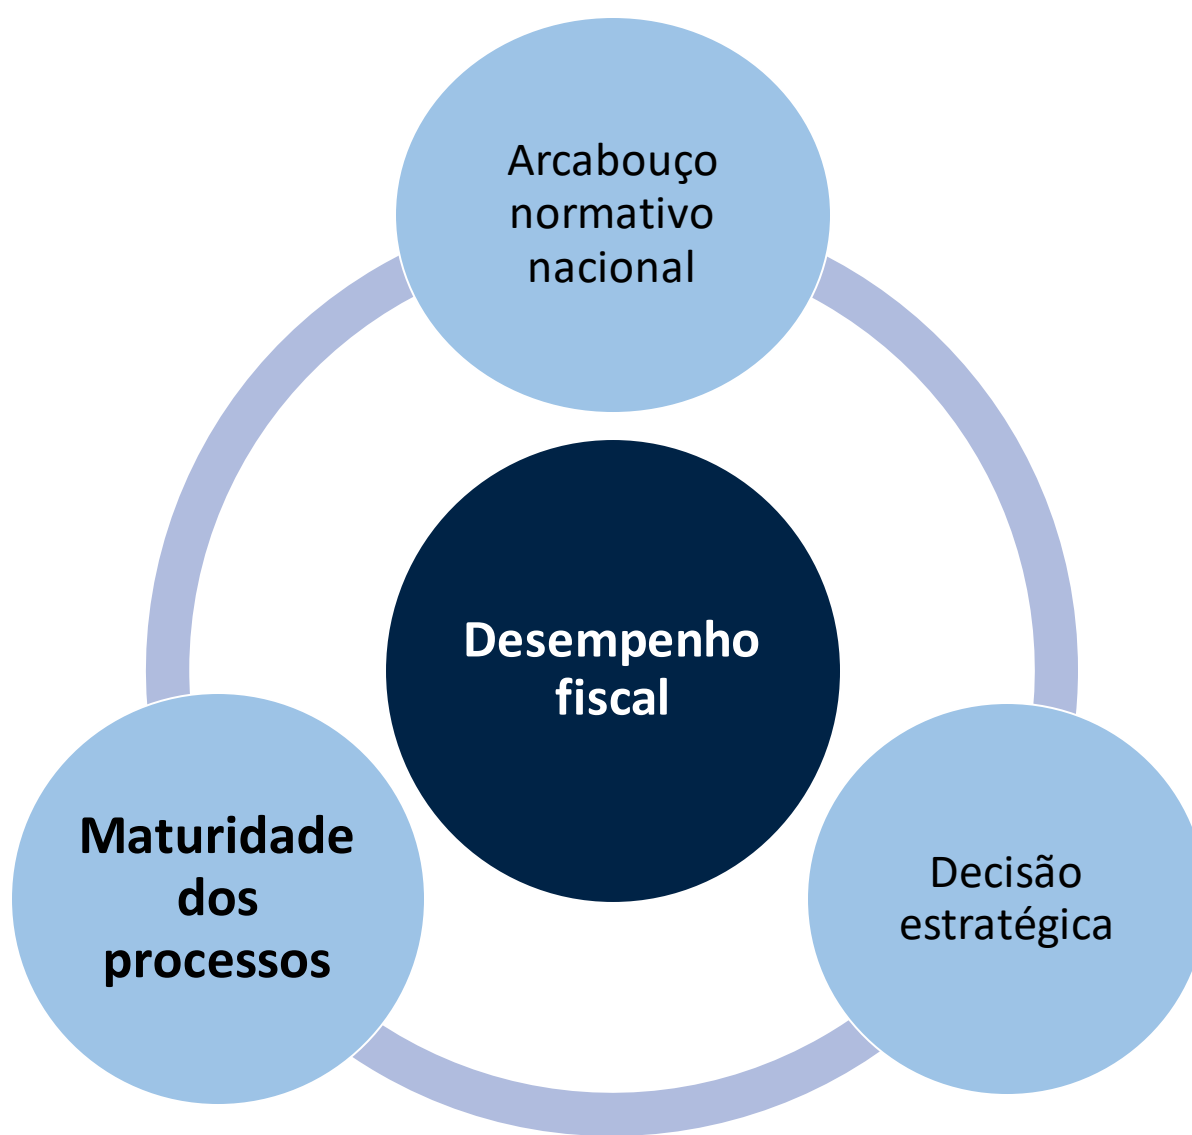 Arcabouço
normativo
nacional
Desempenho
fiscal
Maturidade
dos
processos
Decisão
estratégica